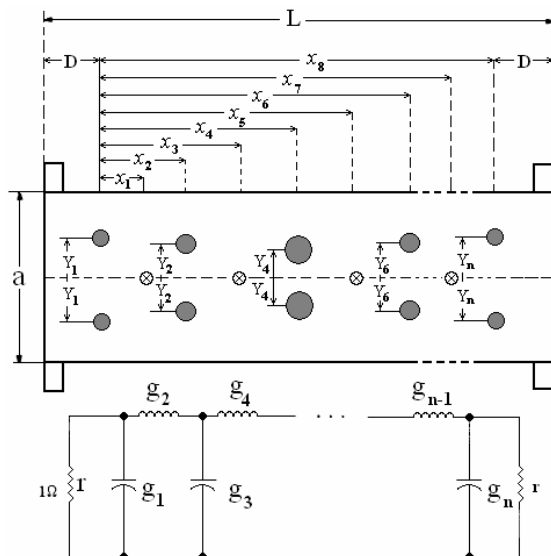 L
D
x₈
D
x₇
x₆
x₅
x₄
x₃
x₂
x₁
a
Y₁
Y₁
Y₂
Y₂
Y₄
Y₄
Y₆
Y₆
Yₙ
Yₙ
g₂
g₄
. . .
gₙ₋₁
1Ω
r
g₁
g₃
gₙ
r